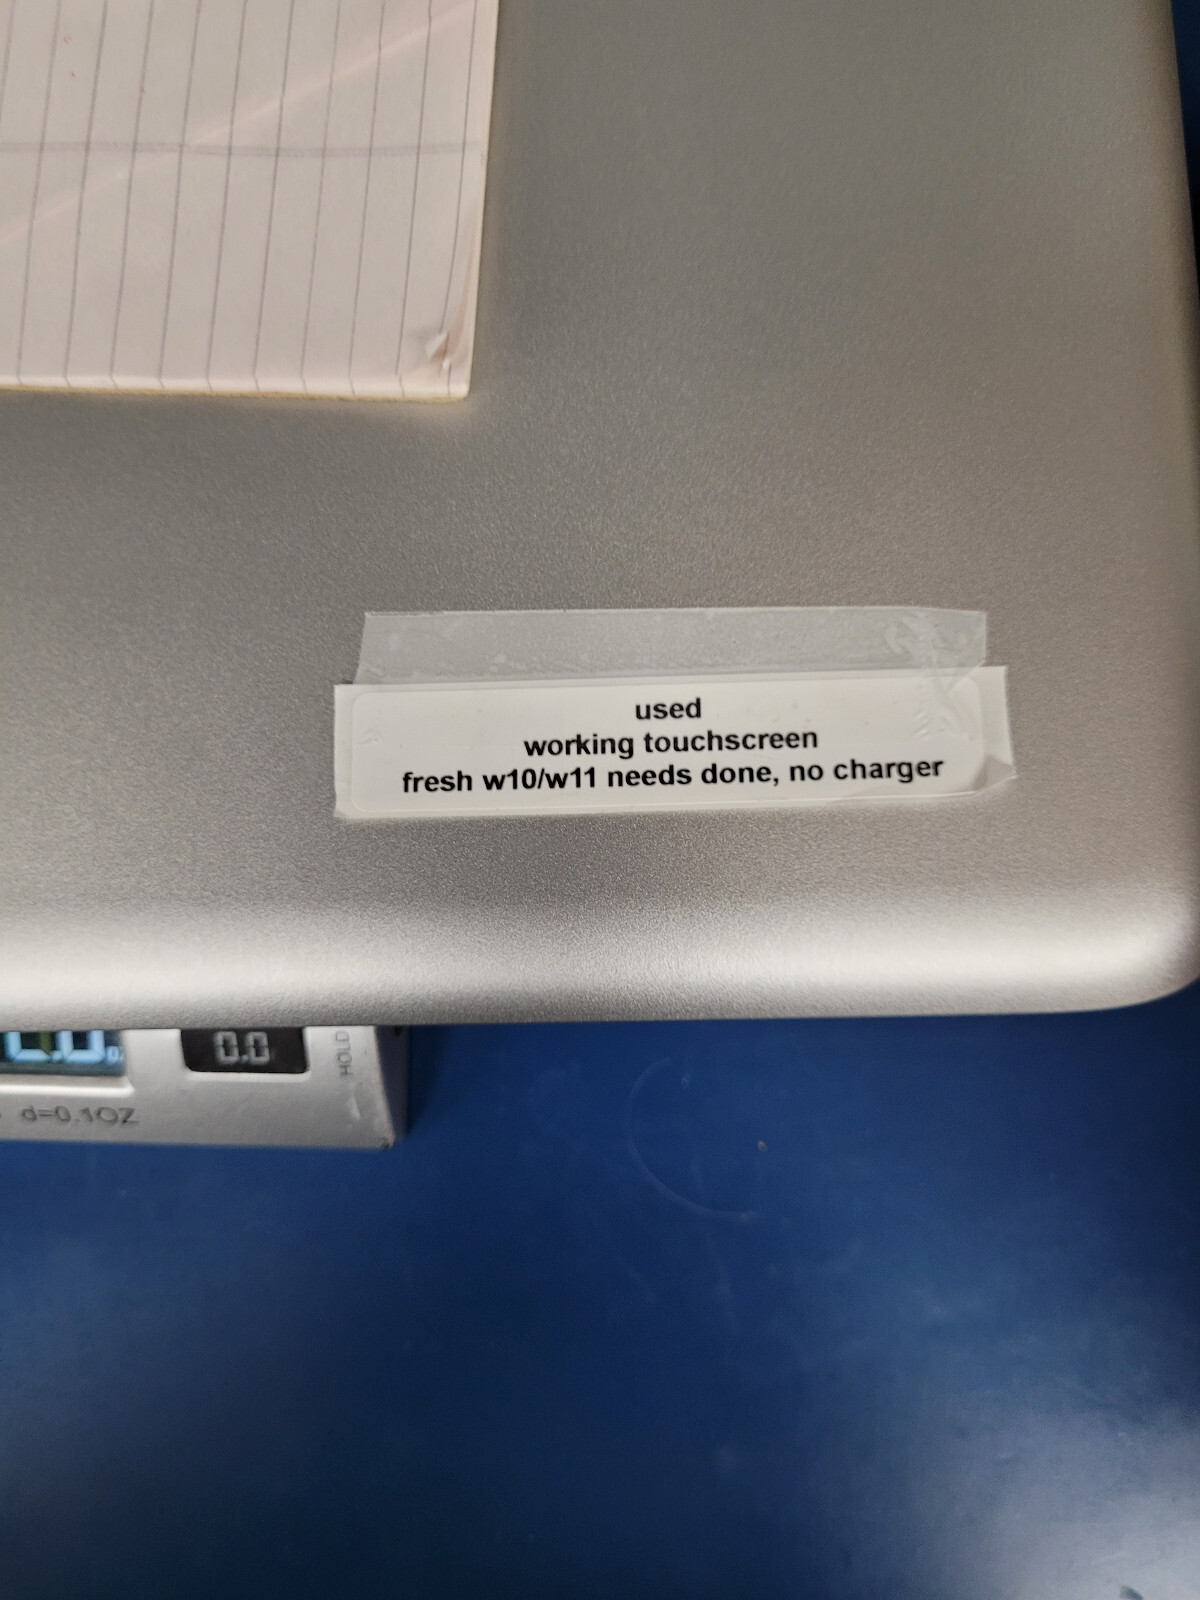 used
working touchscreen
fresh w10/w11 needs done, no charger
0.0
HOLD
d=0.1OZ